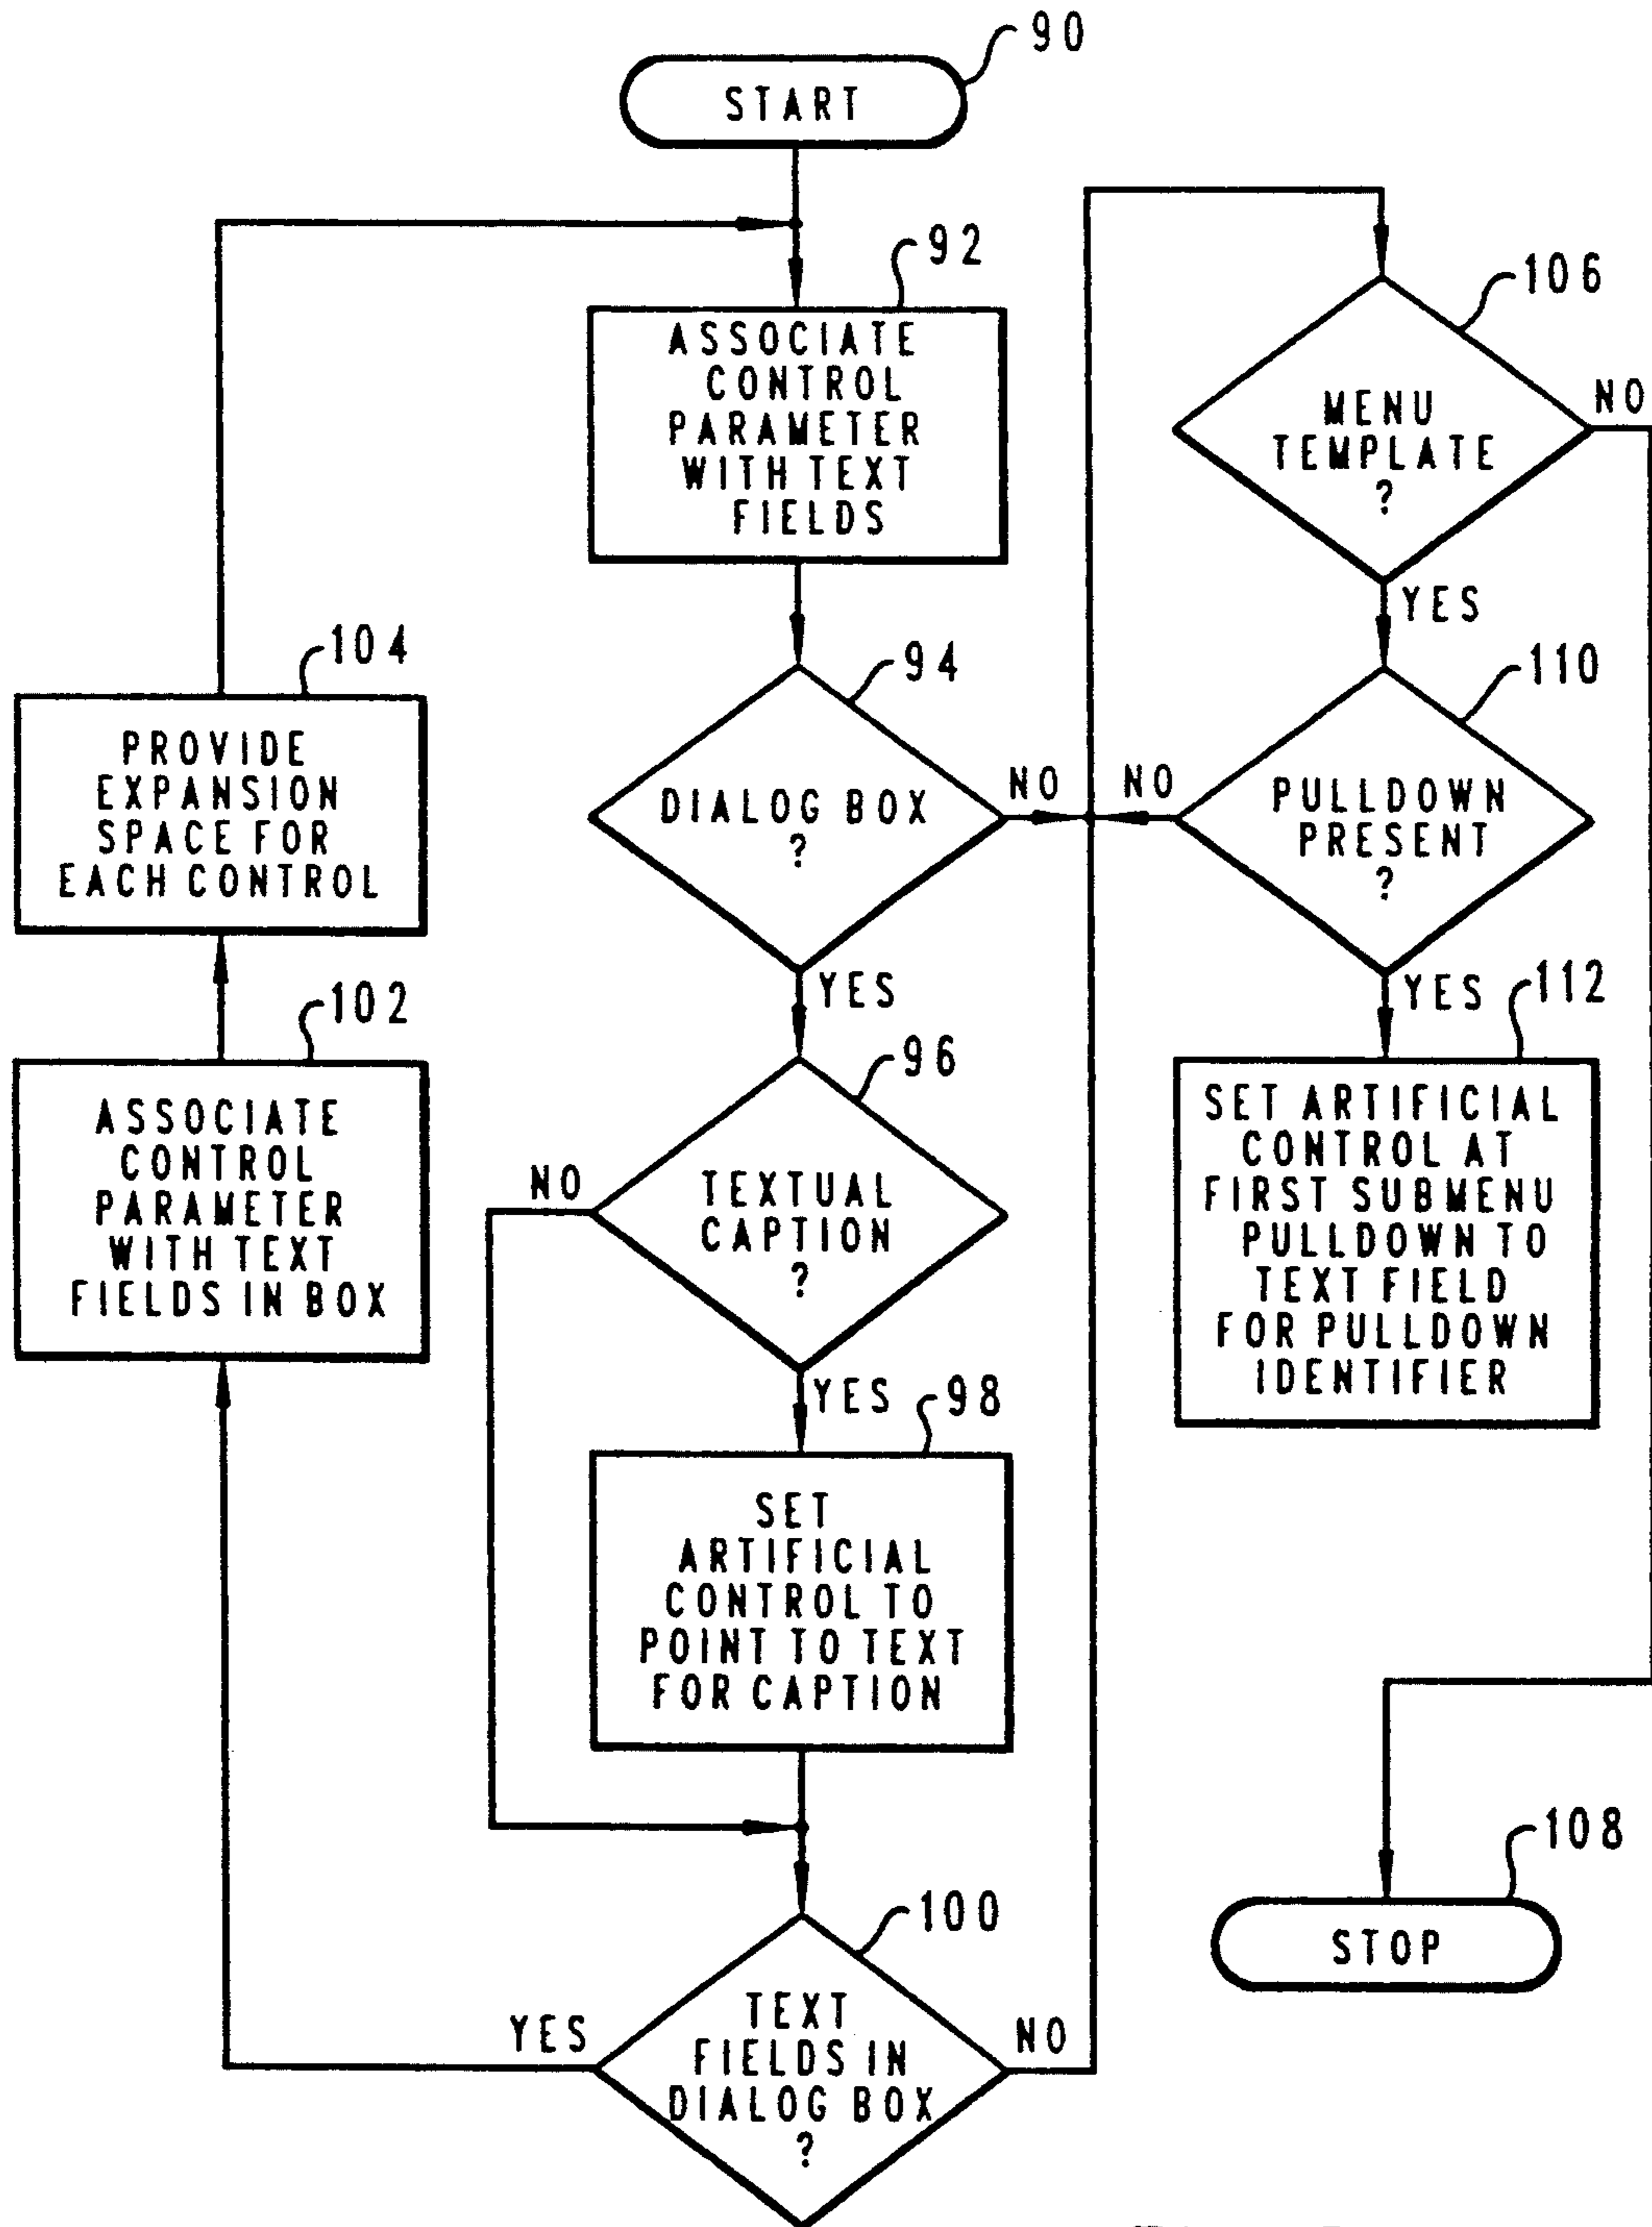 90
START
92
ASSOCIATE
CONTROL
PARAMETER
WITH TEXT
FIELDS
94
DIALOG BOX
?
NO
YES
96
TEXTUAL
CAPTION
?
NO
YES
98
SET
ARTIFICIAL
CONTROL TO
POINT TO TEXT
FOR CAPTION
100
TEXT
FIELDS IN
DIALOG BOX
?
YES
NO
102
ASSOCIATE
CONTROL
PARAMETER
WITH TEXT
FIELDS IN BOX
104
PROVIDE
EXPANSION
SPACE FOR
EACH CONTROL
106
MENU
TEMPLATE
?
NO
YES
110
PULLDOWN
PRESENT
?
NO
YES
112
SET ARTIFICIAL
CONTROL AT
FIRST SUBMENU
PULLDOWN TO
TEXT FIELD
FOR PULLDOWN
IDENTIFIER
108
STOP